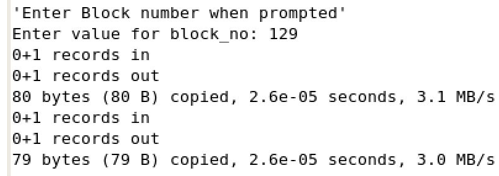 'Enter Block number when prompted'
Enter value for block_no: 129
0+1 records in
0+1 records out
80 bytes (80 B) copied, 2.6e-05 seconds, 3.1 MB/s
0+1 records in
0+1 records out
79 bytes (79 B) copied, 2.6e-05 seconds, 3.0 MB/s